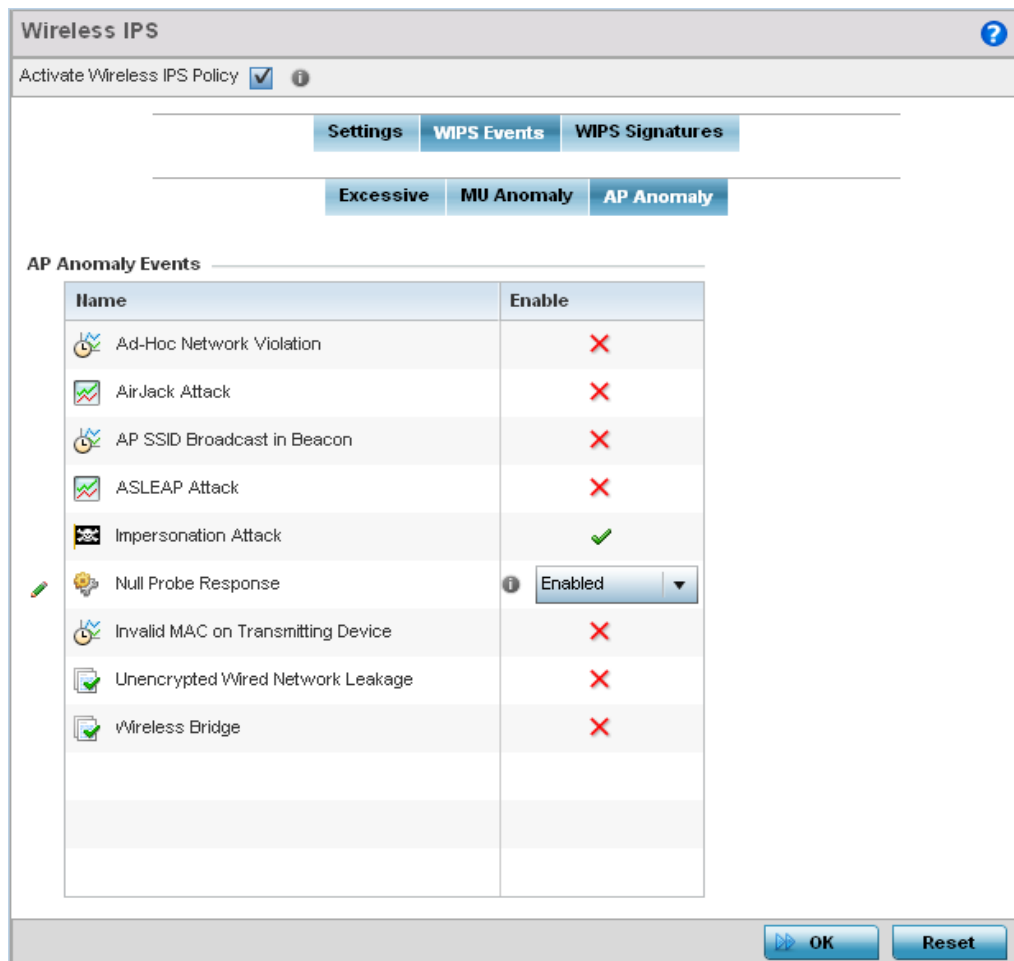 Wireless IPS
Activate Wireless IPS Policy
Settings WIPS Events WIPS Signatures
Excessive MU Anomaly AP Anomaly
AP Anomaly Events
Name Enable
Ad-Hoc Network Violation
AirJack Attack
AP SSID Broadcast in Beacon
ASLEAP Attack
Impersonation Attack
Null Probe Response Enabled
Invalid MAC on Transmitting Device
Unencrypted Wired Network Leakage
Wireless Bridge
OK Reset